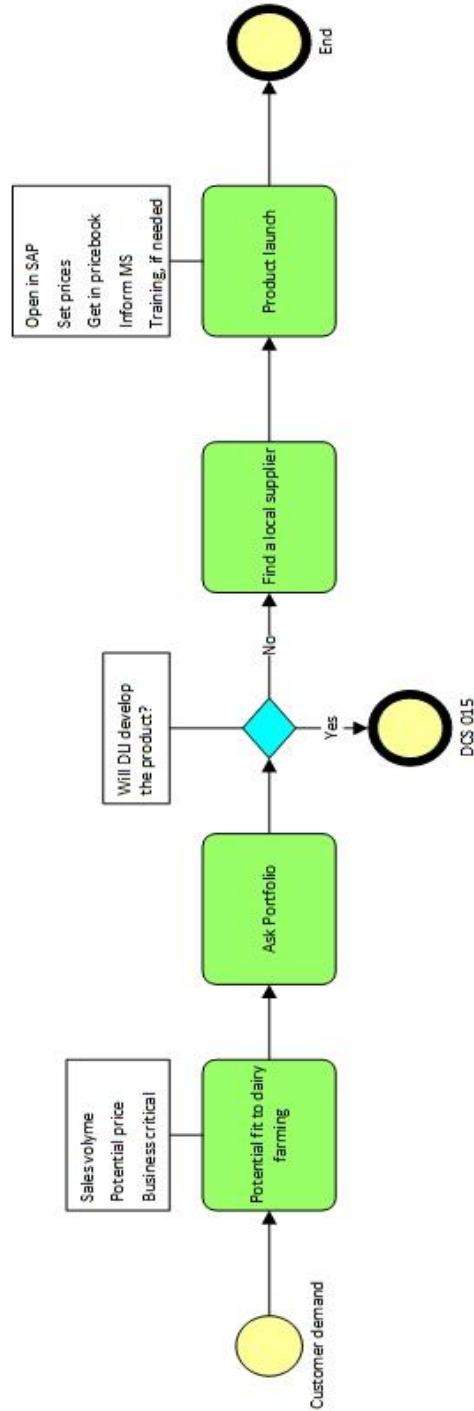 Customer demand
Sales volyme
Potential price
Business critical
Potential fit to dairy
farming
Ask Portfolio
Will DLI develop
the product?
Yes
DCS 015
No
Find a local supplier
Open in SAP
Set prices
Get in pricebook
Inform MS
Training, if needed
Product launch
End